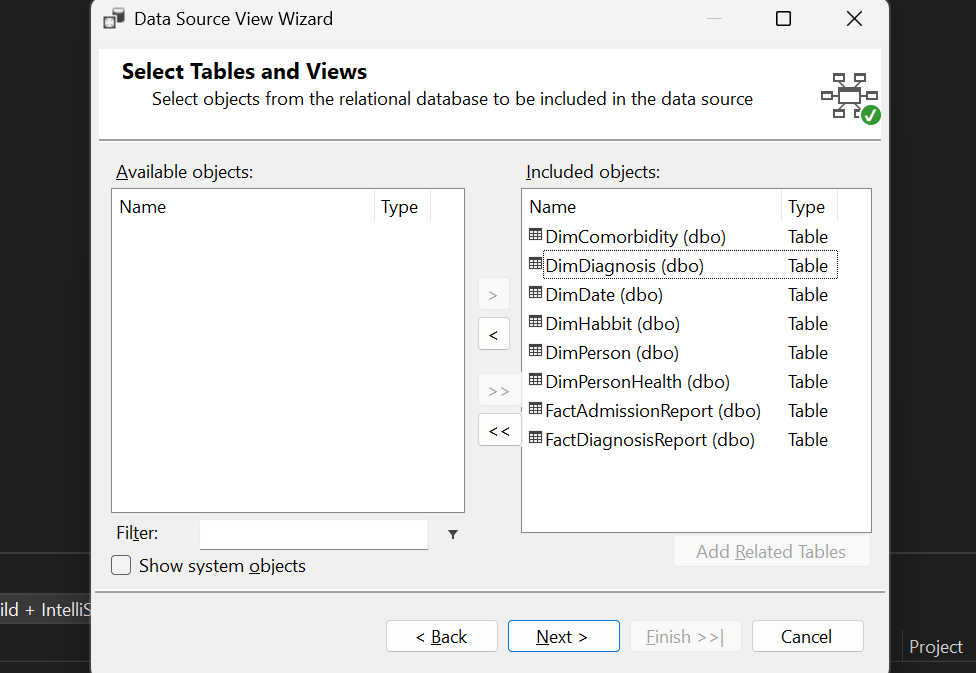 Data Source View Wizard
Select Tables and Views
Select objects from the relational database to be included in the data source
Available objects:
Name Type
Included objects:
Name Type
DimComorbidity (dbo) Table
DimDiagnosis (dbo) Table
DimDate (dbo) Table
DimHabbit (dbo) Table
DimPerson (dbo) Table
DimPersonHealth (dbo) Table
FactAdmissionReport (dbo) Table
FactDiagnosisReport (dbo) Table
>
<
>>
<<
Filter:
Show system objects
Add Related Tables
ild + IntelliS
< Back
Next >
Finish >>|
Cancel
Project